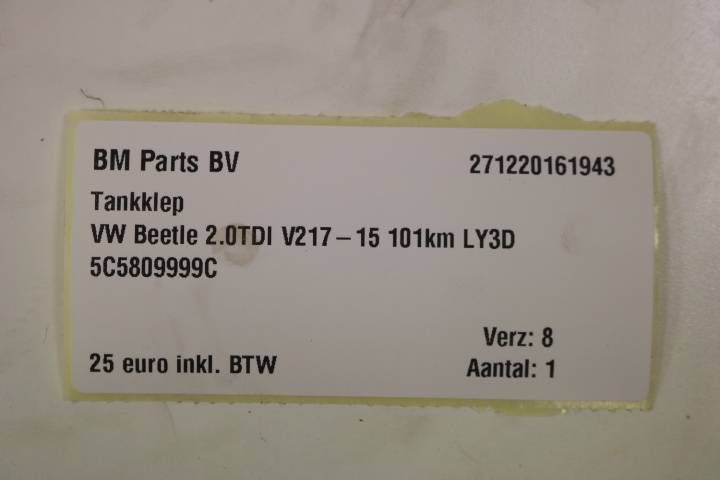 BM Parts BV 271220161943
Tankklep
VW Beetle 2.0TDI V217 – 15 101km LY3D
5C5809999C
Verz: 8
25 euro inkl. BTW Aantal: 1